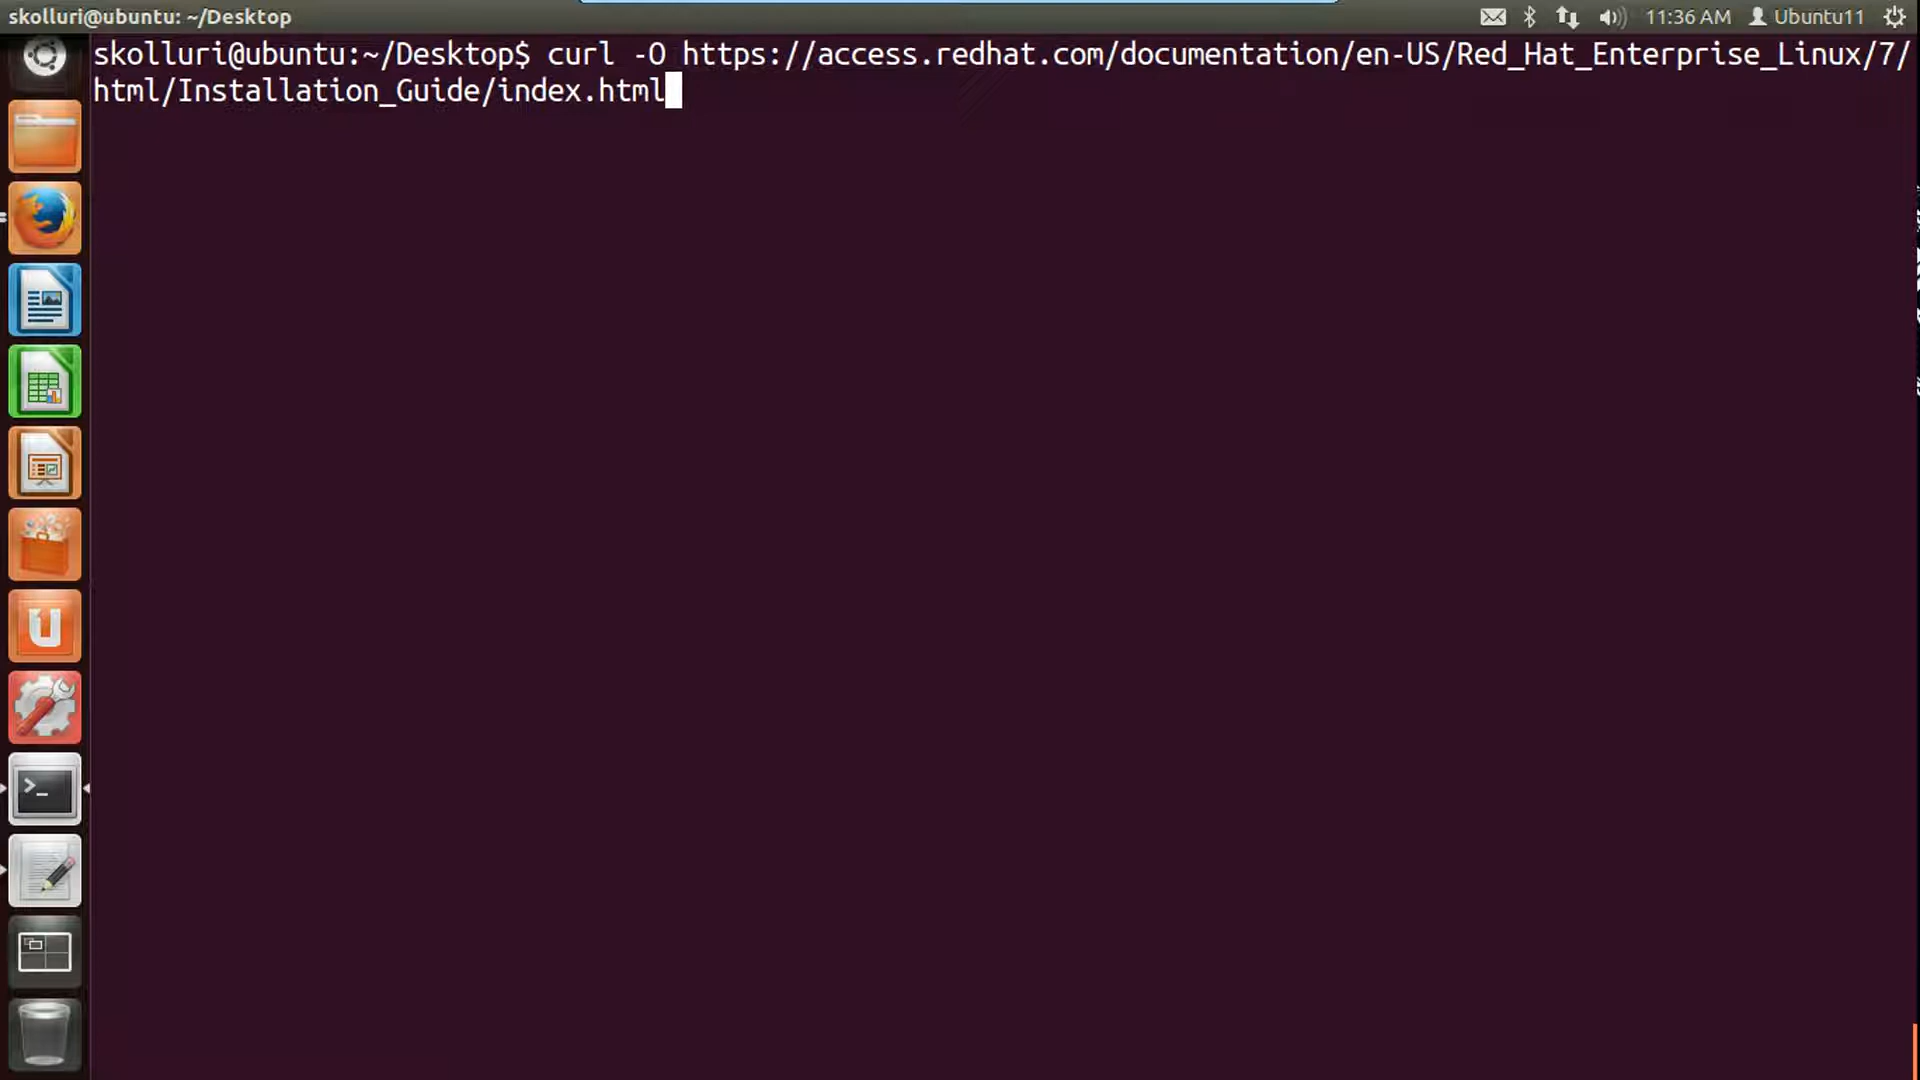 skolluri@ubuntu: ~/Desktop
11:36 AM
Ubuntu11
skolluri@ubuntu:~/Desktop$ curl -O https://access.redhat.com/documentation/en-US/Red_Hat_Enterprise_Linux/7/
html/Installation_Guide/index.html